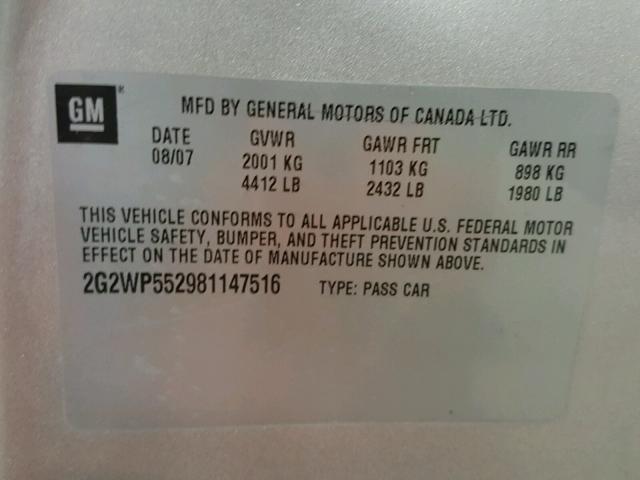 GM
MFD BY GENERAL MOTORS OF CANADA LTD.
DATE GVWR GAWR FRT GAWR RR
08/07 2001 KG 1103 KG 898 KG
4412 LB 2432 LB 1980 LB
THIS VEHICLE CONFORMS TO ALL APPLICABLE U.S. FEDERAL MOTOR
VEHICLE SAFETY, BUMPER, AND THEFT PREVENTION STANDARDS IN
EFFECT ON THE DATE OF MANUFACTURE SHOWN ABOVE.
2G2WP552981147516 TYPE: PASS CAR